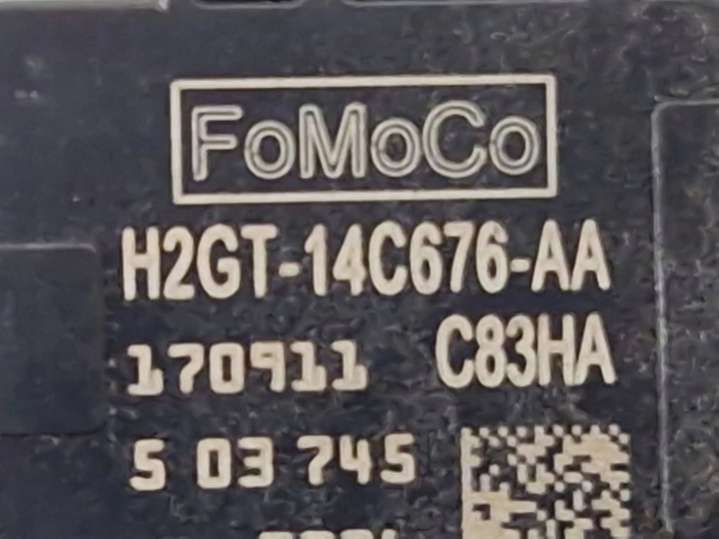 FoMoCo
H2GT-14C676-AA
170911 C83HA
5 03 745